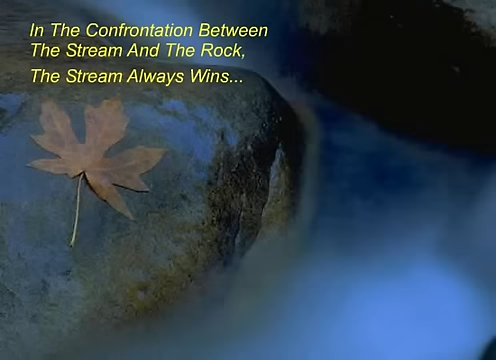 In The Confrontation Between
The Stream And The Rock,
The Stream Always Wins...